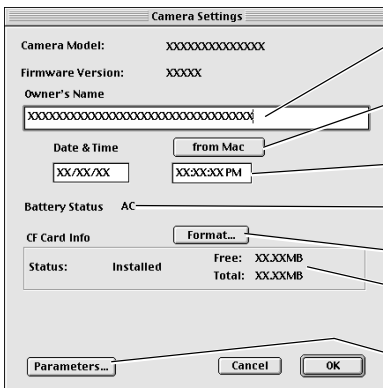 Camera Settings
Camera Model: XXXXXXXXXXXXXX
Firmware Version: XXXXX
Owner's Name
XXXXXXXXXXXXXXXXXXXXXXXXXXXXXXXX
Date & Time from Mac
XX/XX/XX XX:XX:XX PM
Battery Status AC
CF Card Info Format...
Status: Installed Free: XX.XXMB
Total: XX.XXMB
Parameters... Cancel OK